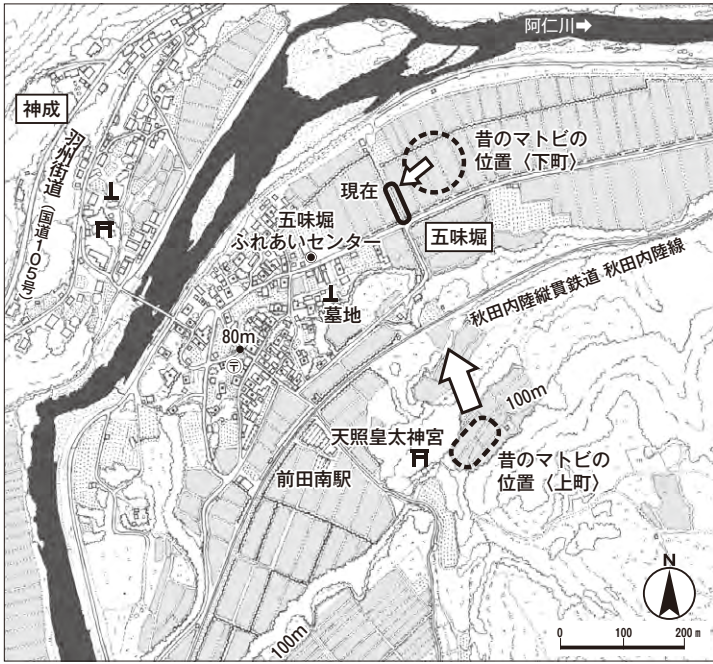 阿仁川
神成
羽州街道
(国道105号)
昔のマトビの
位置〈下町〉
現在
五味堀
ふれあいセンター
五味堀
墓地
秋田内陸縦貫鉄道 秋田内陸線
80m
〒
100m
天照皇太神宮
昔のマトビの
位置〈上町〉
前田南駅
100m
N
0 100 200 m